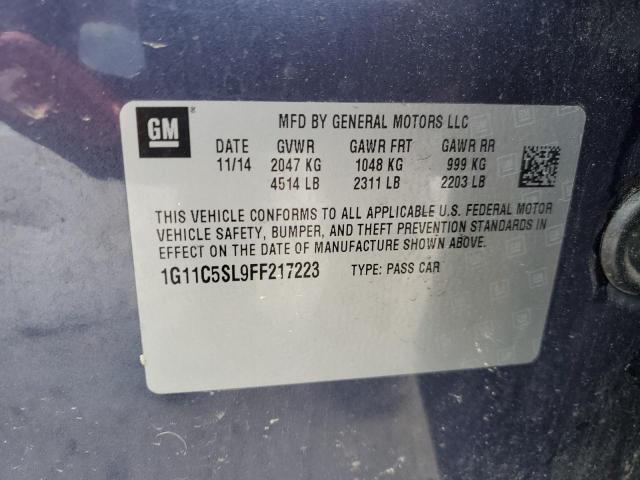 GM ®
MFD BY GENERAL MOTORS LLC
DATE GVWR GAWR FRT GAWR RR
11/14 2047 KG 1048 KG 999 KG
4514 LB 2311 LB 2203 LB
THIS VEHICLE CONFORMS TO ALL APPLICABLE U.S. FEDERAL MOTOR
VEHICLE SAFETY, BUMPER, AND THEFT PREVENTION STANDARDS IN
EFFECT ON THE DATE OF MANUFACTURE SHOWN ABOVE.
1G11C5SL9FF217223 TYPE: PASS CAR